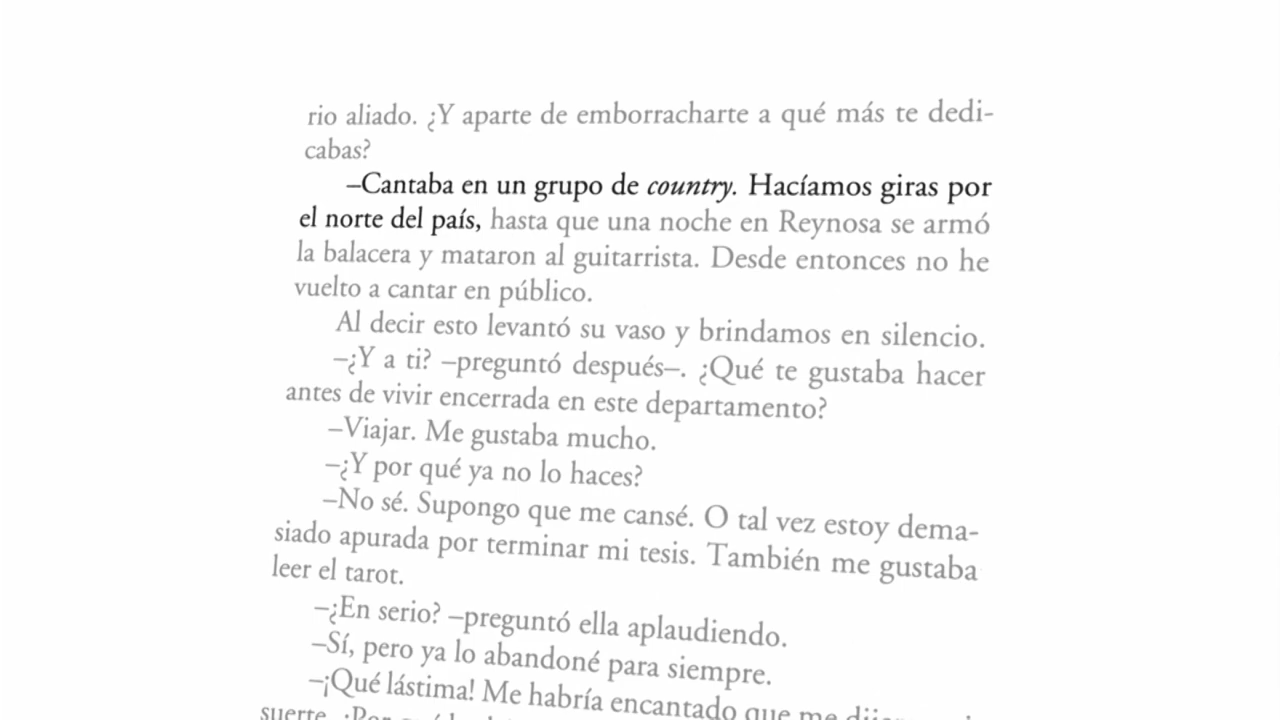 rio aliado. ¿Y aparte de emborracharte a qué más te dedi-
cabas?
–Cantaba en un grupo de country. Hacíamos giras por
el norte del país, hasta que una noche en Reynosa se armó
la balacera y mataron al guitarrista. Desde entonces no he
vuelto a cantar en público.
Al decir esto levantó su vaso y brindamos en silencio.
–¿Y a ti? –preguntó después–. ¿Qué te gustaba hacer
antes de vivir encerrada en este departamento?
–Viajar. Me gustaba mucho.
–¿Y por qué ya no lo haces?
–No sé. Supongo que me cansé. O tal vez estoy dema-
siado apurada por terminar mi tesis. También me gustaba
leer el tarot.
–¿En serio? –preguntó ella aplaudiendo.
–Sí, pero ya lo abandoné para siempre.
–¡Qué lástima! Me habría encantado que me
suerte.